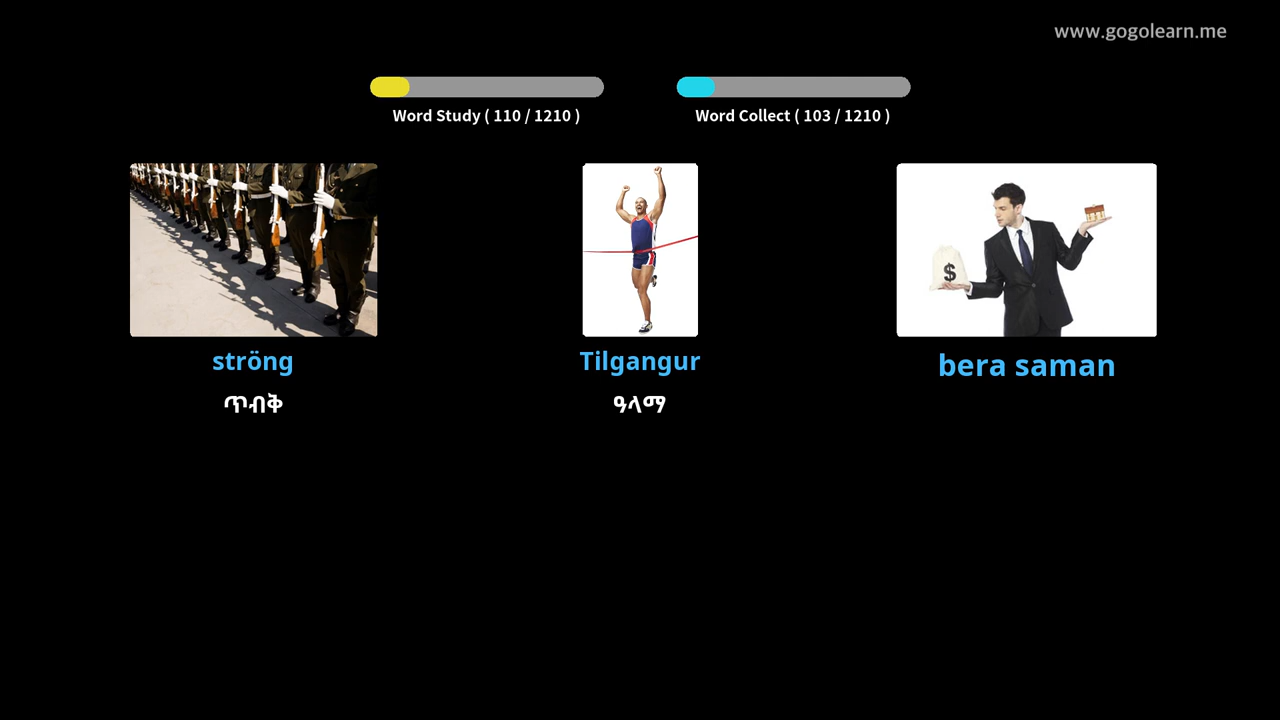 www.gogolearn.me
Word Study ( 110 / 1210 )
Word Collect ( 103 / 1210 )
ströng
Tilgangur
bera saman
ጥብቅ
ዓላማ
$